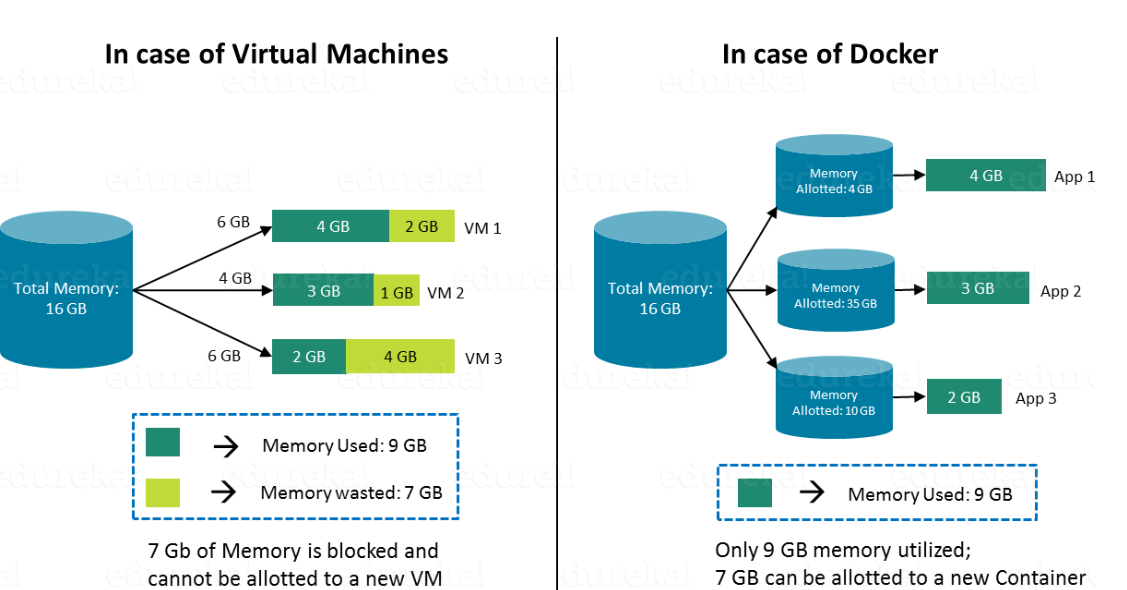 In case of Virtual Machines
Total Memory:
16 GB
6 GB
4 GB
2 GB
VM 1
4 GB
3 GB
1 GB
VM 2
6 GB
2 GB
4 GB
VM 3
→ Memory Used: 9 GB
→ Memory wasted: 7 GB
7 Gb of Memory is blocked and
cannot be allotted to a new VM
In case of Docker
Total Memory:
16 GB
Memory
Allotted: 4 GB
4 GB
App 1
Memory
Allotted: 35 GB
3 GB
App 2
Memory
Allotted: 10 GB
2 GB
App 3
→ Memory Used: 9 GB
Only 9 GB memory utilized;
7 GB can be allotted to a new Container
edureka!